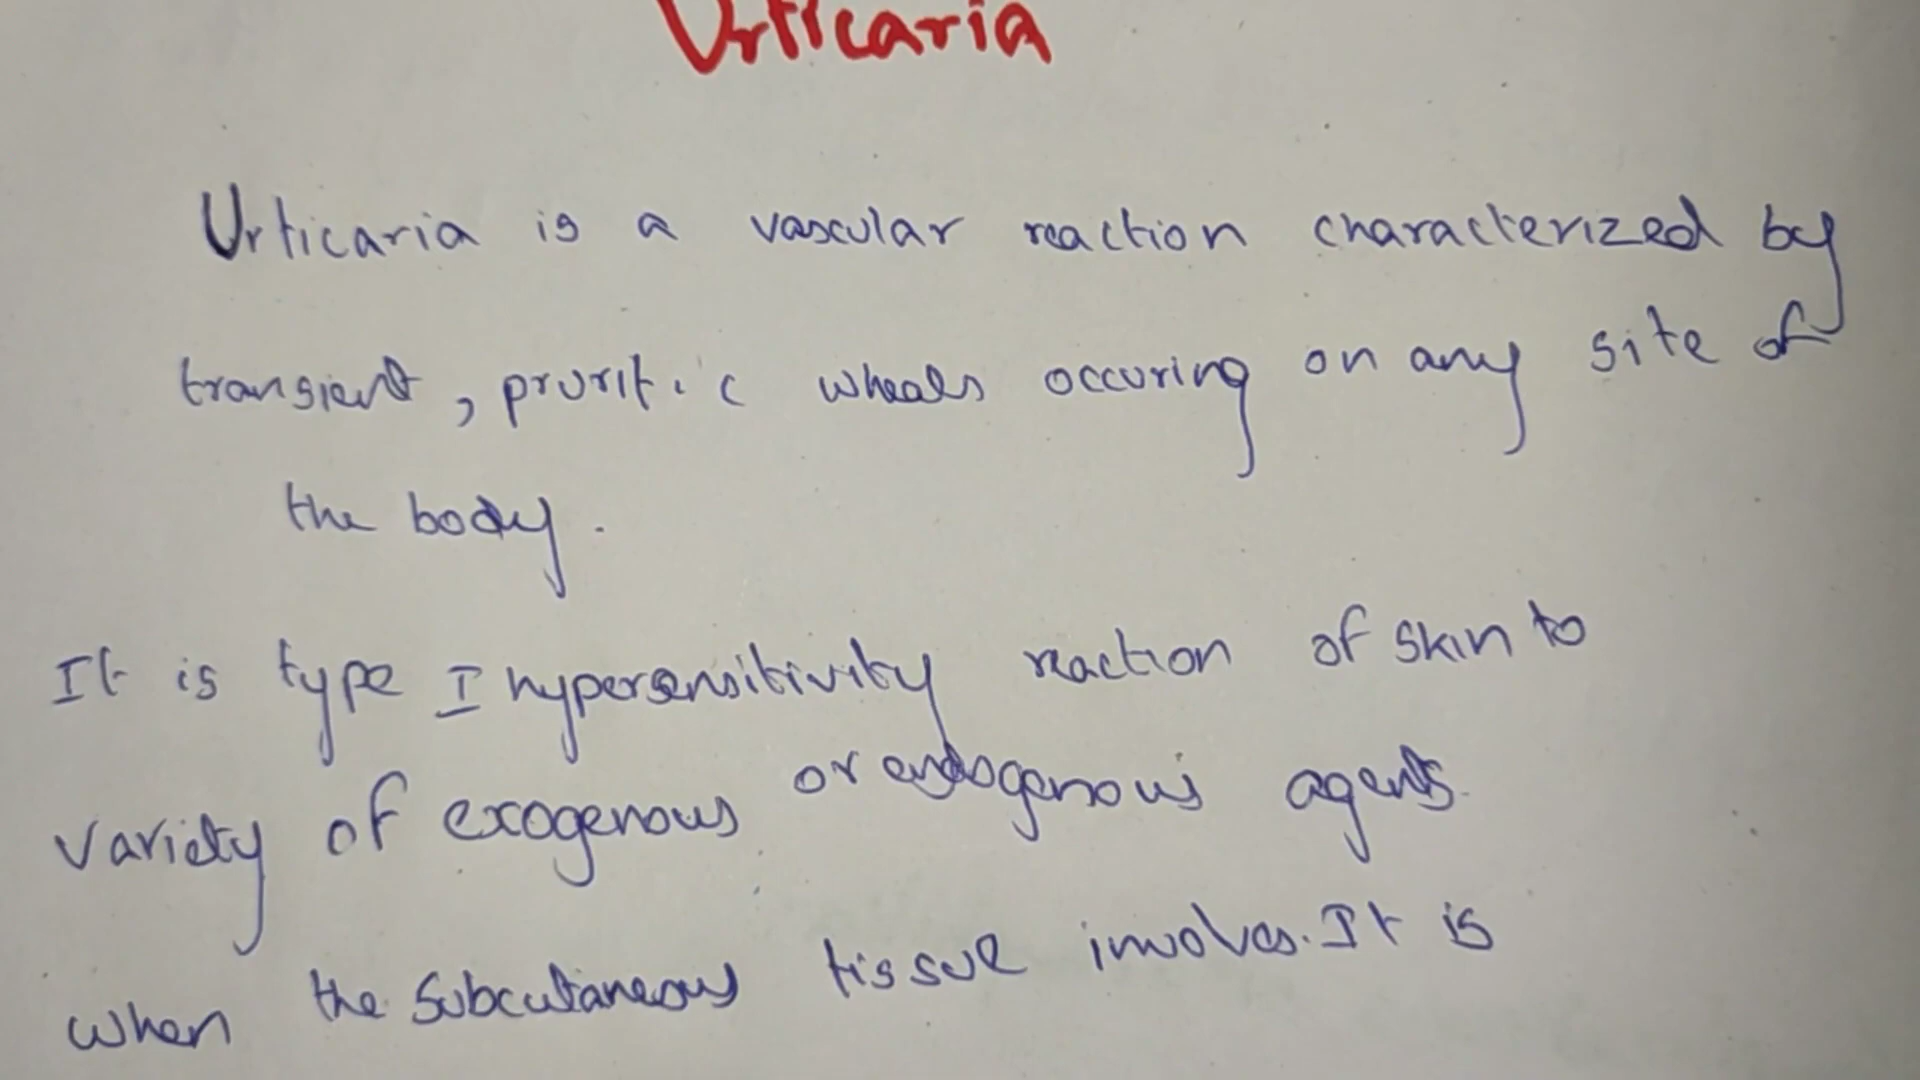 Urticaria
Urticaria is a vascular reaction characterized by
transient, pruritic wheals occuring on any site of
the body.
It is type I hypersensitivity reaction of skin to
variety of exogenous or endogenous agents.
when the subcutaneous tissue involves. It is